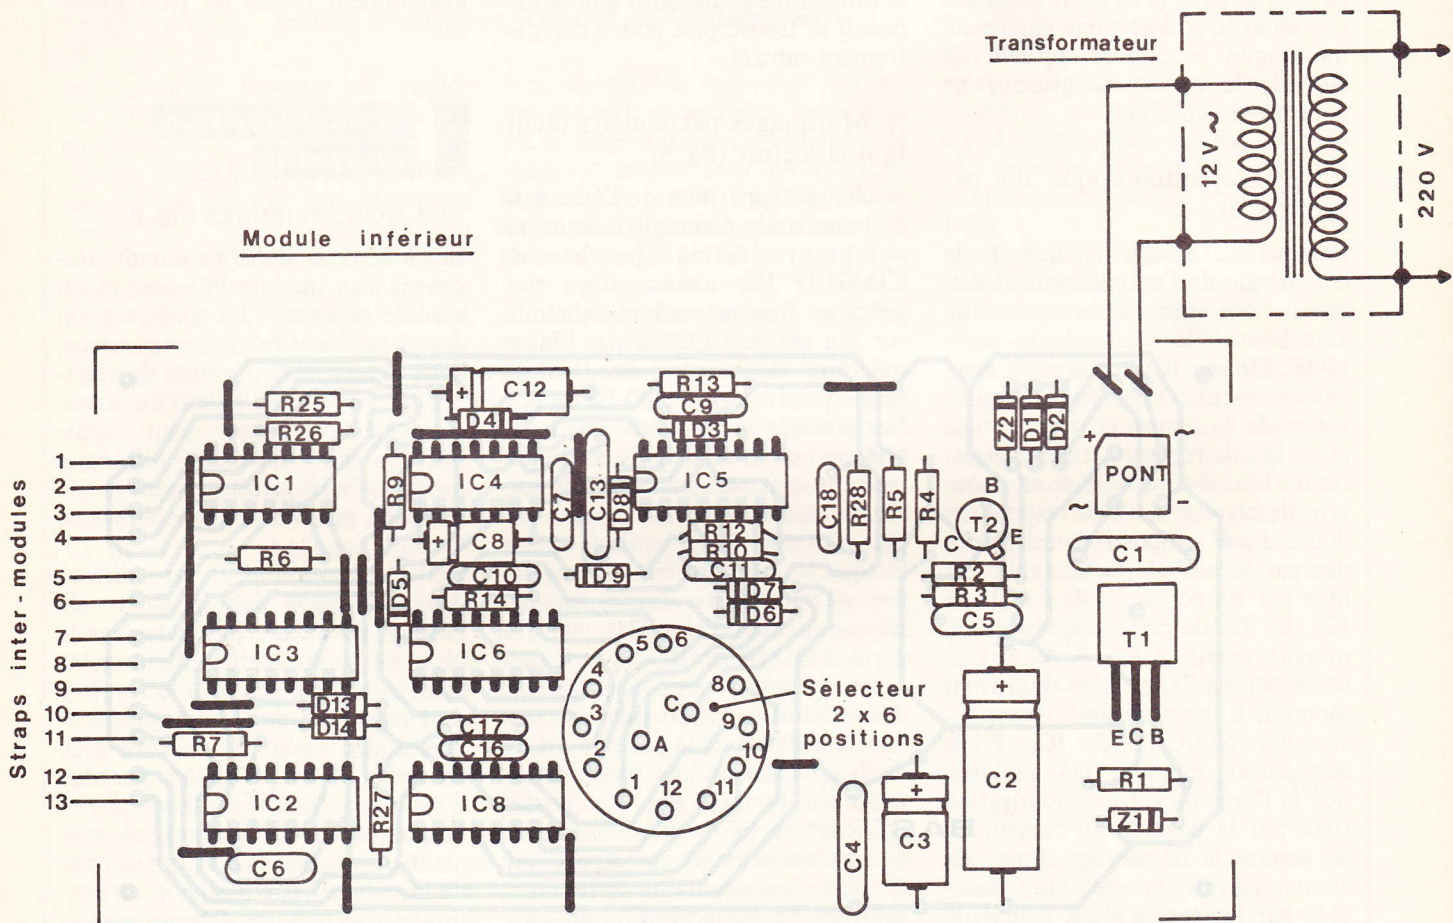 Transformateur
12 V ~
220 V
Module inférieur
Straps inter-modules
1
2
3
4
5
6
7
8
9
10
11
12
13
R25
R26
IC1
R6
IC3
D13
D14
R7
IC2
C6
R27
R9
D5
+
C12
D4
IC4
+
C8
C10
R14
IC6
C17
C16
IC8
C7
C13
D8
D9
R13
C9
D3
IC5
R12
R10
C11
D7
D6
C18
R28
R5
R4
B
T2
C
E
R2
R3
C5
Z2
D1
D2
+
-
PONT
~
-
C1
T1
E C B
R1
Z1
5
6
4
8
3
C
9
A
2
10
1
12
11
Sélecteur
2 x 6
positions
+
C2
+
C3
C4